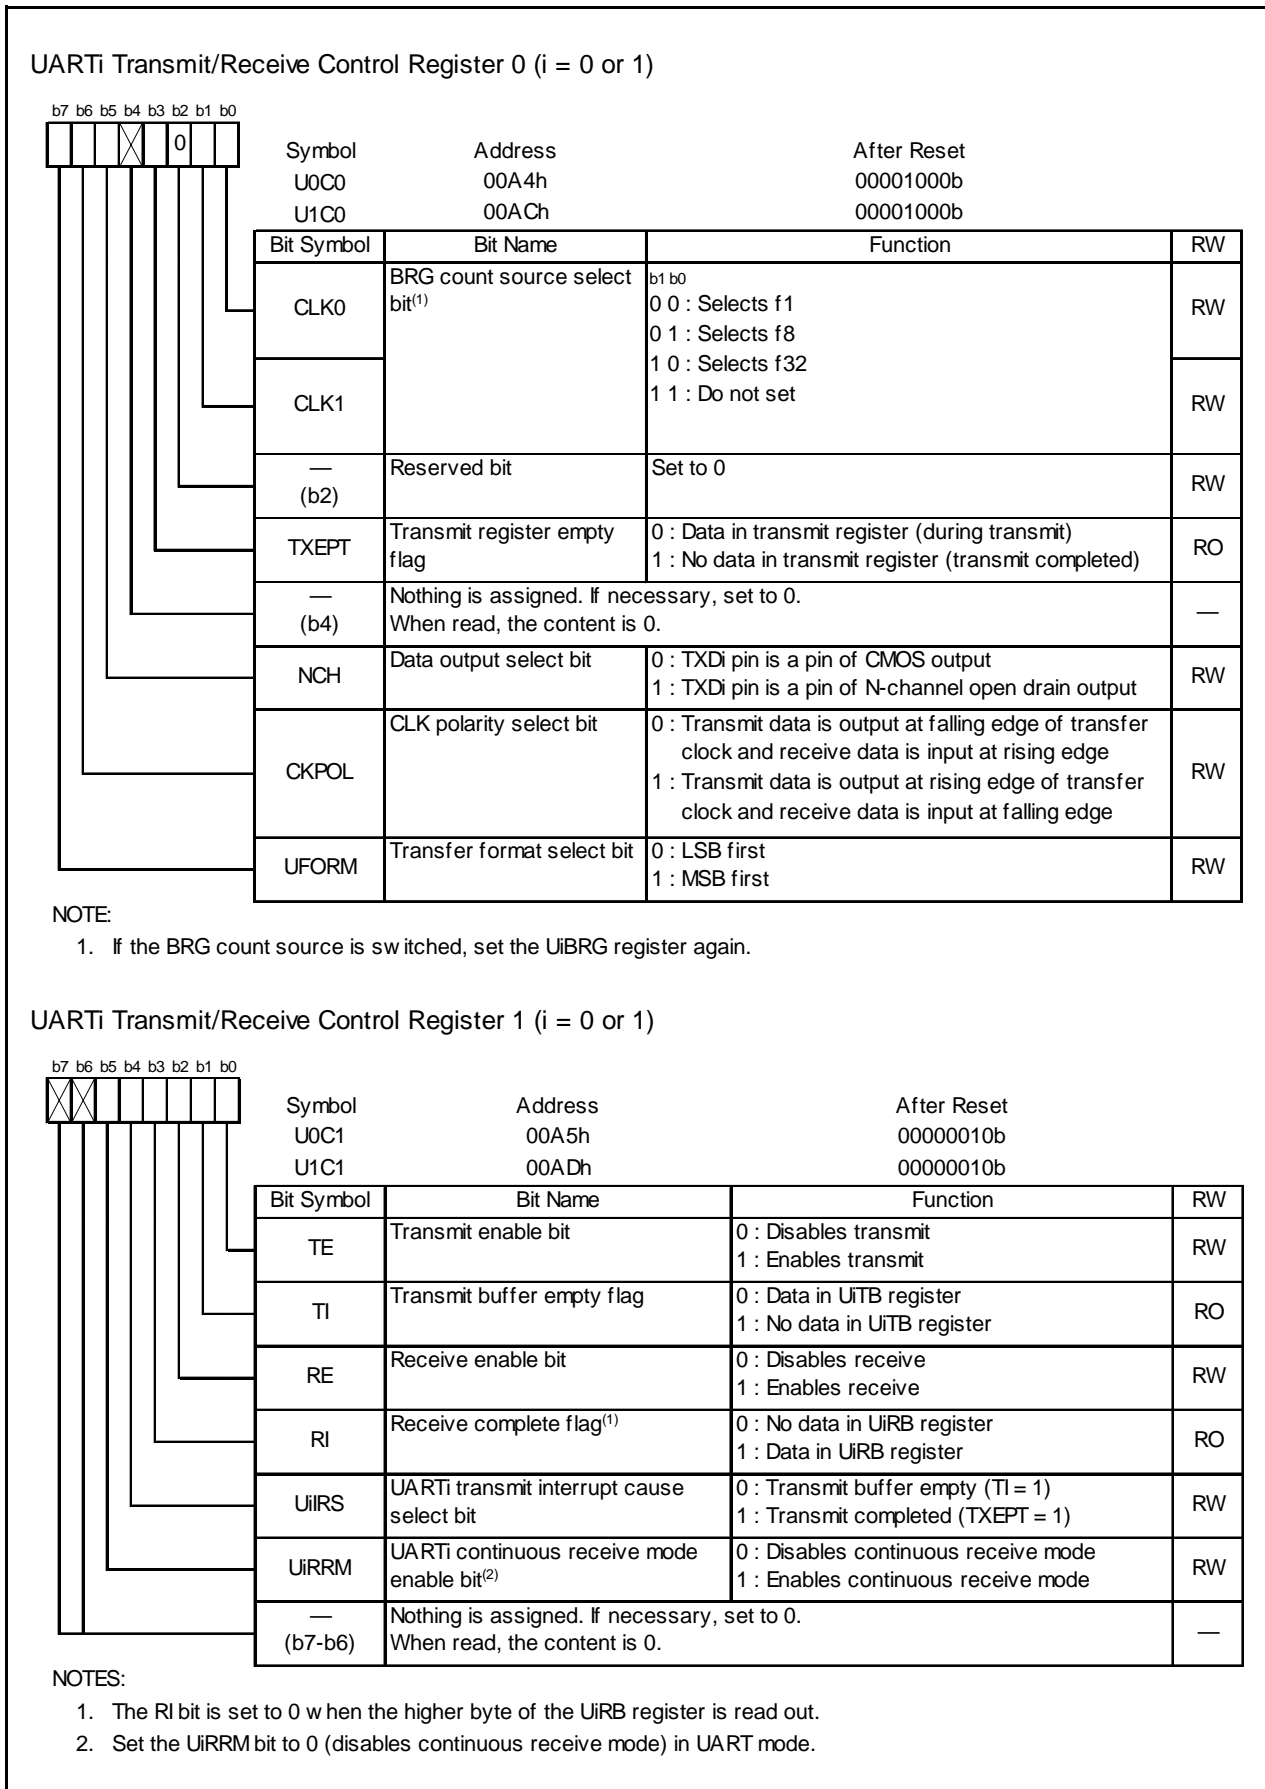 UARTi Transmit/Receive Control Register 0 (i = 0 or 1)
b7 b6 b5 b4 b3 b2 b1 b0
0
Symbol Address After Reset
U0C0 00A4h 00001000b
U1C0 00ACh 00001000b
Bit Symbol Bit Name Function RW
CLK0 BRG count source select bit(1) b1 b0 RW
0 0 : Selects f1
0 1 : Selects f8
1 0 : Selects f32
CLK1 1 1 : Do not set RW
— Reserved bit Set to 0 RW
(b2)
TXEPT Transmit register empty flag 0 : Data in transmit register (during transmit) RO
1 : No data in transmit register (transmit completed)
— Nothing is assigned. If necessary, set to 0. —
(b4) When read, the content is 0.
NCH Data output select bit 0 : TXDi pin is a pin of CMOS output RW
1 : TXDi pin is a pin of N-channel open drain output
CKPOL CLK polarity select bit 0 : Transmit data is output at falling edge of transfer RW
clock and receive data is input at rising edge
1 : Transmit data is output at rising edge of transfer
clock and receive data is input at falling edge
UFORM Transfer format select bit 0 : LSB first RW
1 : MSB first
NOTE:
1. If the BRG count source is switched, set the UiBRG register again.
UARTi Transmit/Receive Control Register 1 (i = 0 or 1)
b7 b6 b5 b4 b3 b2 b1 b0
Symbol Address After Reset
U0C1 00A5h 00000010b
U1C1 00ADh 00000010b
Bit Symbol Bit Name Function RW
TE Transmit enable bit 0 : Disables transmit RW
1 : Enables transmit
TI Transmit buffer empty flag 0 : Data in UiTB register RO
1 : No data in UiTB register
RE Receive enable bit 0 : Disables receive RW
1 : Enables receive
RI Receive complete flag(1) 0 : No data in UiRB register RO
1 : Data in UiRB register
UiIRS UARTi transmit interrupt cause select bit 0 : Transmit buffer empty (TI = 1) RW
1 : Transmit completed (TXEPT = 1)
UiRRM UARTi continuous receive mode enable bit(2) 0 : Disables continuous receive mode RW
1 : Enables continuous receive mode
— Nothing is assigned. If necessary, set to 0. —
(b7-b6) When read, the content is 0.
NOTES:
1. The RI bit is set to 0 when the higher byte of the UiRB register is read out.
2. Set the UiRRM bit to 0 (disables continuous receive mode) in UART mode.